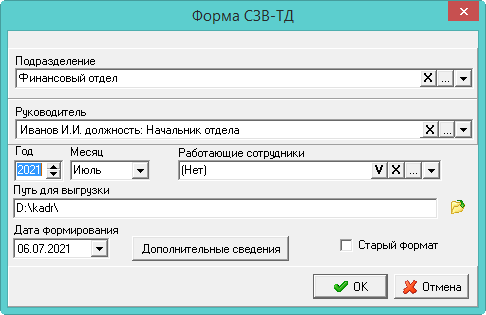 Форма СЗВ-ТД
Подразделение
Финансовый отдел
X ...
Руководитель
Иванов И.И. должность: Начальник отдела
X ...
Год Месяц Работающие сотрудники
2021 Июль (Нет) V X ...
Путь для выгрузки
D:\kadr\
Дата формирования
06.07.2021 Дополнительные сведения Старый формат
OK Отмена